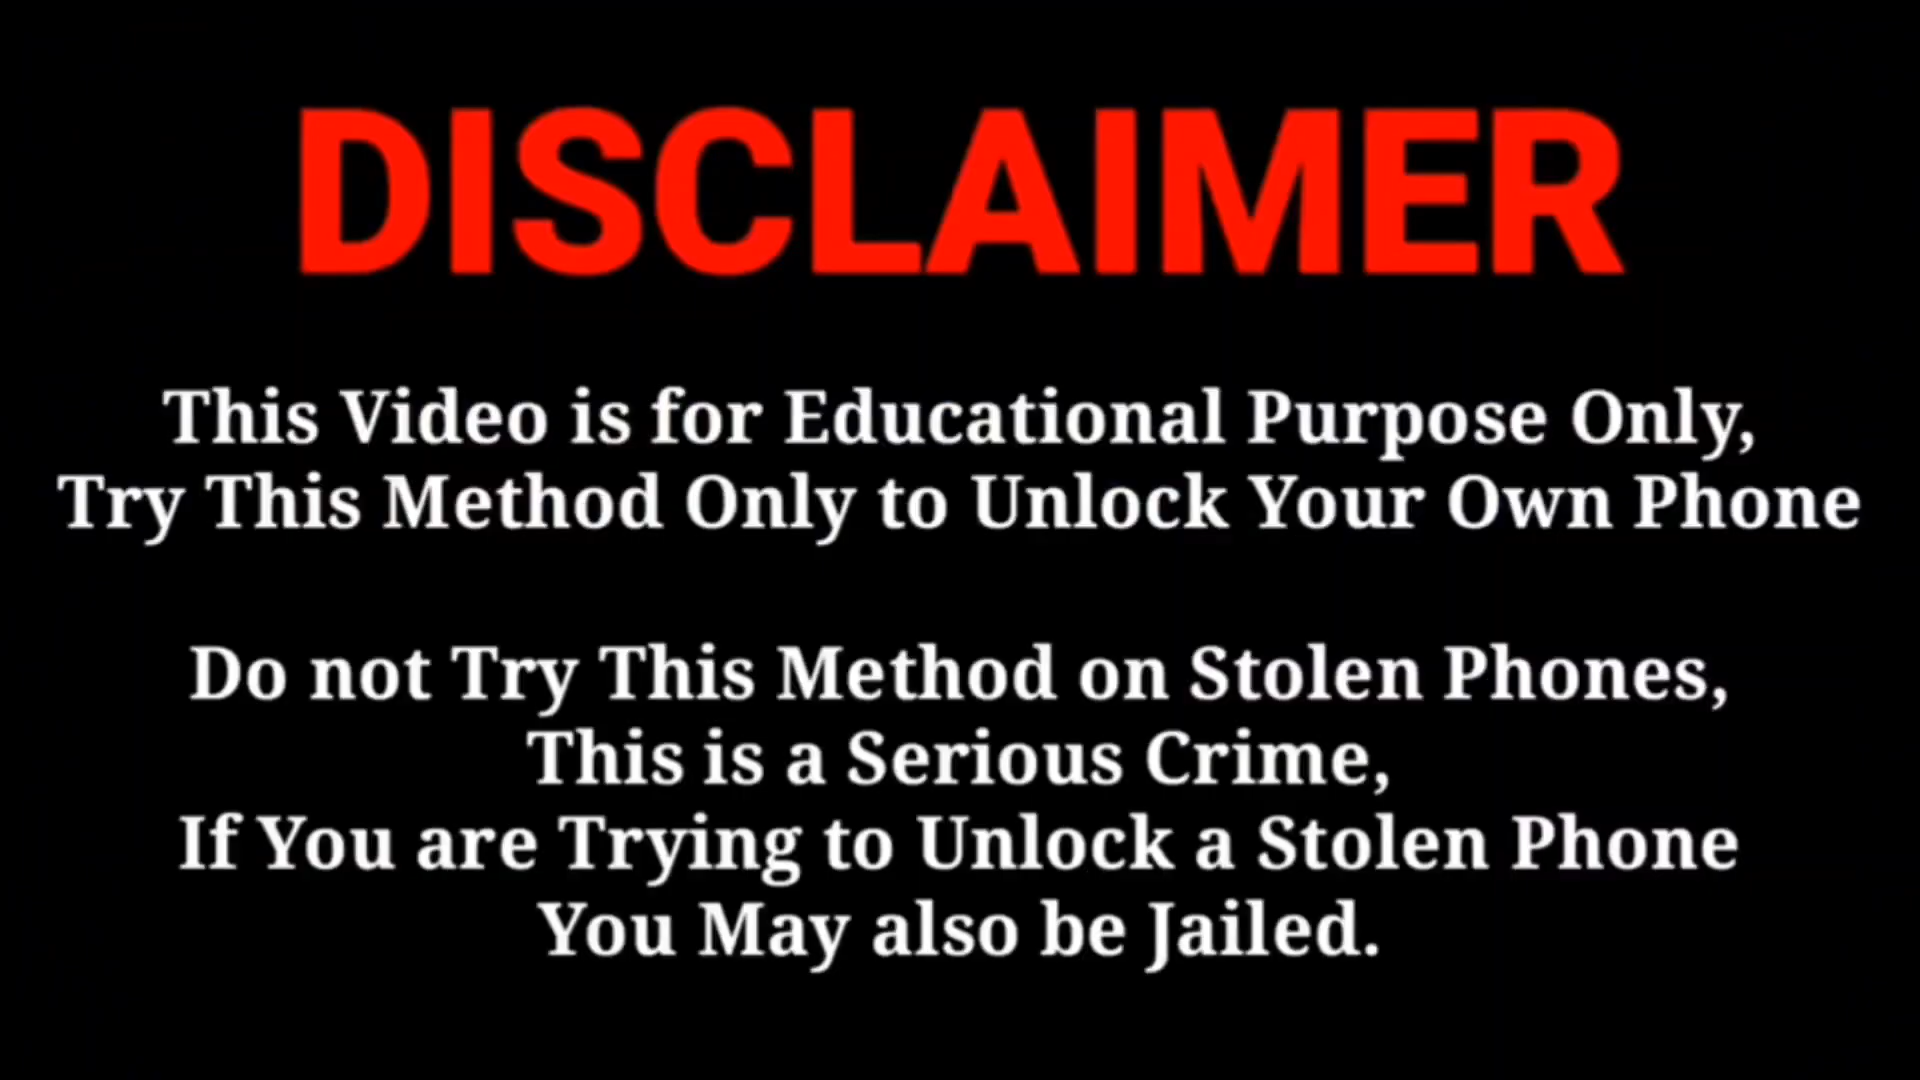 DISCLAIMER
This Video is for Educational Purpose Only,
Try This Method Only to Unlock Your Own Phone
Do not Try This Method on Stolen Phones,
This is a Serious Crime,
If You are Trying to Unlock a Stolen Phone
You May also be Jailed.